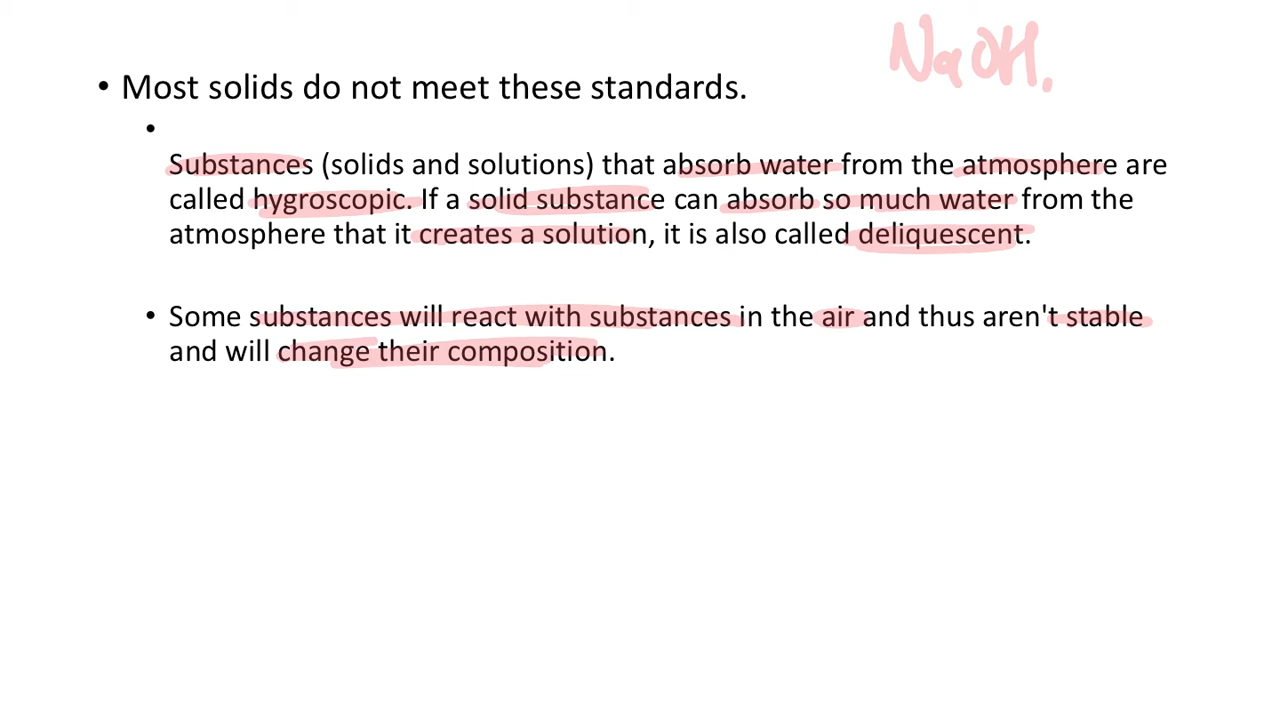 NaOH.
• Most solids do not meet these standards.
•
Substances (solids and solutions) that absorb water from the atmosphere are
called hygroscopic. If a solid substance can absorb so much water from the
atmosphere that it creates a solution, it is also called deliquescent.
• Some substances will react with substances in the air and thus aren't stable
and will change their composition.